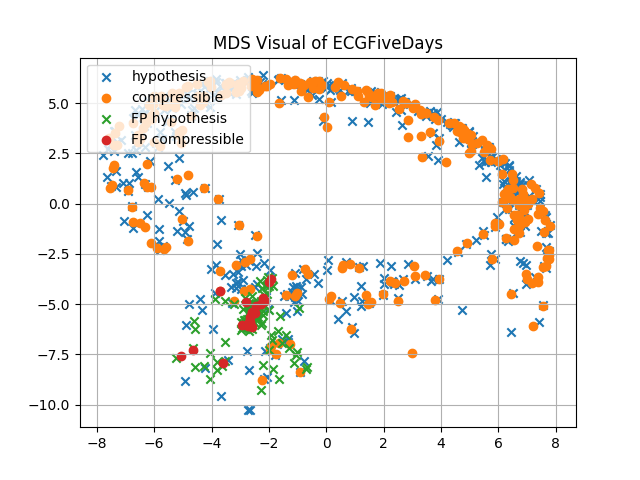 MDS Visual of ECGFiveDays
hypothesis
compressible
FP hypothesis
FP compressible
5.0
2.5
0.0
−2.5
−5.0
−7.5
−10.0
−8 −6 −4 −2 0 2 4 6 8